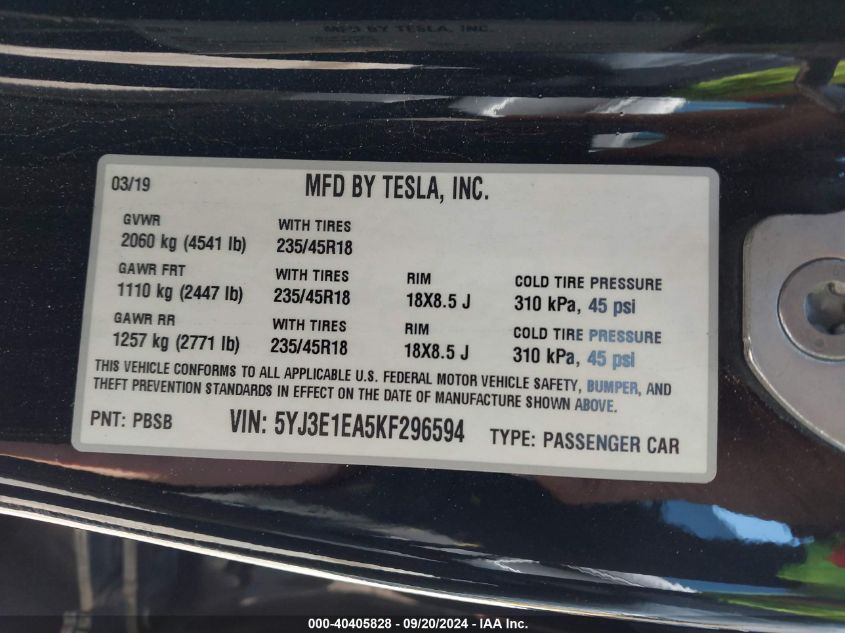 MFD BY TESLA, INC.
03/19 MFD BY TESLA, INC.
GVWR WITH TIRES
2060 kg (4541 lb) 235/45R18
GAWR FRT WITH TIRES RIM COLD TIRE PRESSURE
1110 kg (2447 lb) 235/45R18 18X8.5 J 310 kPa, 45 psi
GAWR RR WITH TIRES RIM COLD TIRE PRESSURE
1257 kg (2771 lb) 235/45R18 18X8.5 J 310 kPa, 45 psi
THIS VEHICLE CONFORMS TO ALL APPLICABLE U.S. FEDERAL MOTOR VEHICLE SAFETY, BUMPER, AND
THEFT PREVENTION STANDARDS IN EFFECT ON THE DATE OF MANUFACTURE SHOWN ABOVE.
PNT: PBSB VIN: 5YJ3E1EA5KF296594 TYPE: PASSENGER CAR
000-40405828 - 09/20/2024 - IAA Inc.